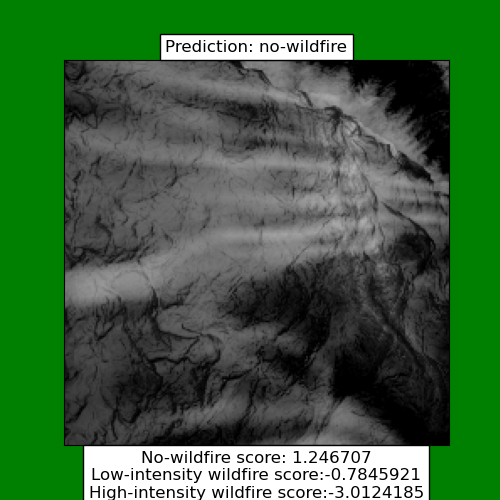 Prediction: no-wildfire
No-wildfire score: 1.246707
Low-intensity wildfire score:-0.7845921
High-intensity wildfire score:-3.0124185